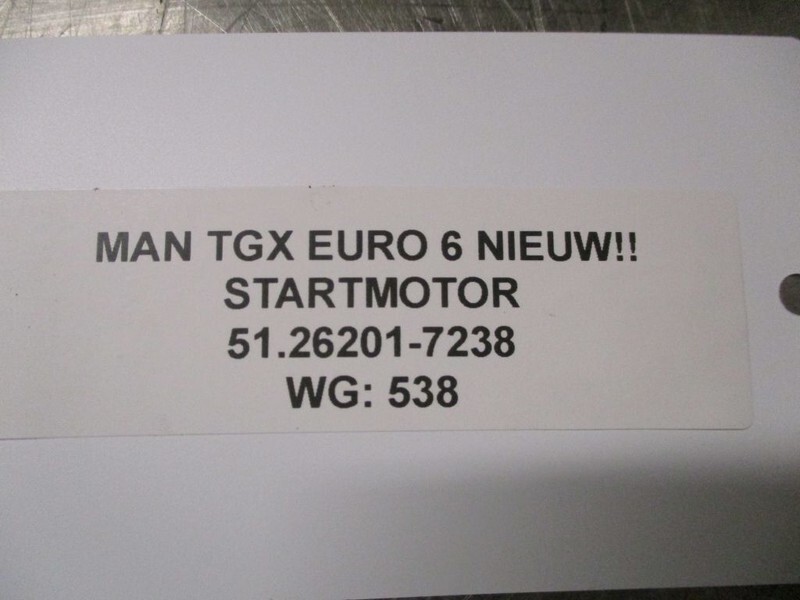 MAN TGX EURO 6 NIEUW!!
STARTMOTOR
51.26201-7238
WG: 538